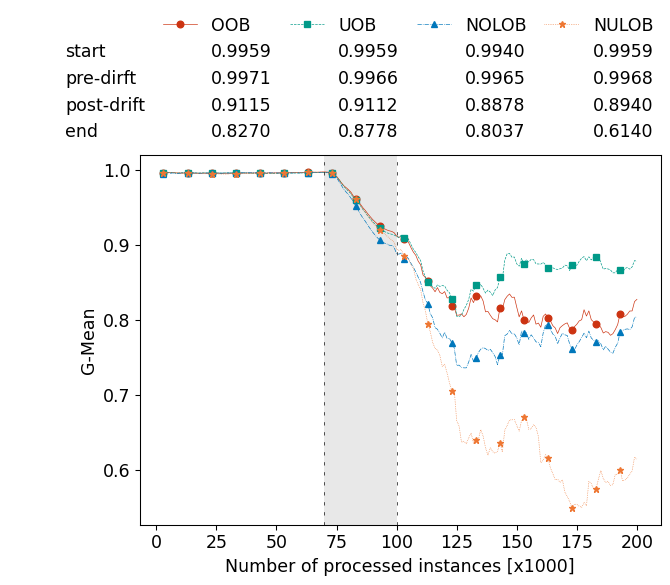 OOB UOB NOLOB NULOB
start 0.9959 0.9959 0.9940 0.9959
pre-dirft 0.9971 0.9966 0.9965 0.9968
post-drift 0.9115 0.9112 0.8878 0.8940
end 0.8270 0.8778 0.8037 0.6140
1.0
0.9
0.8
0.7
0.6
G-Mean
0 25 50 75 100 125 150 175 200
Number of processed instances [x1000]